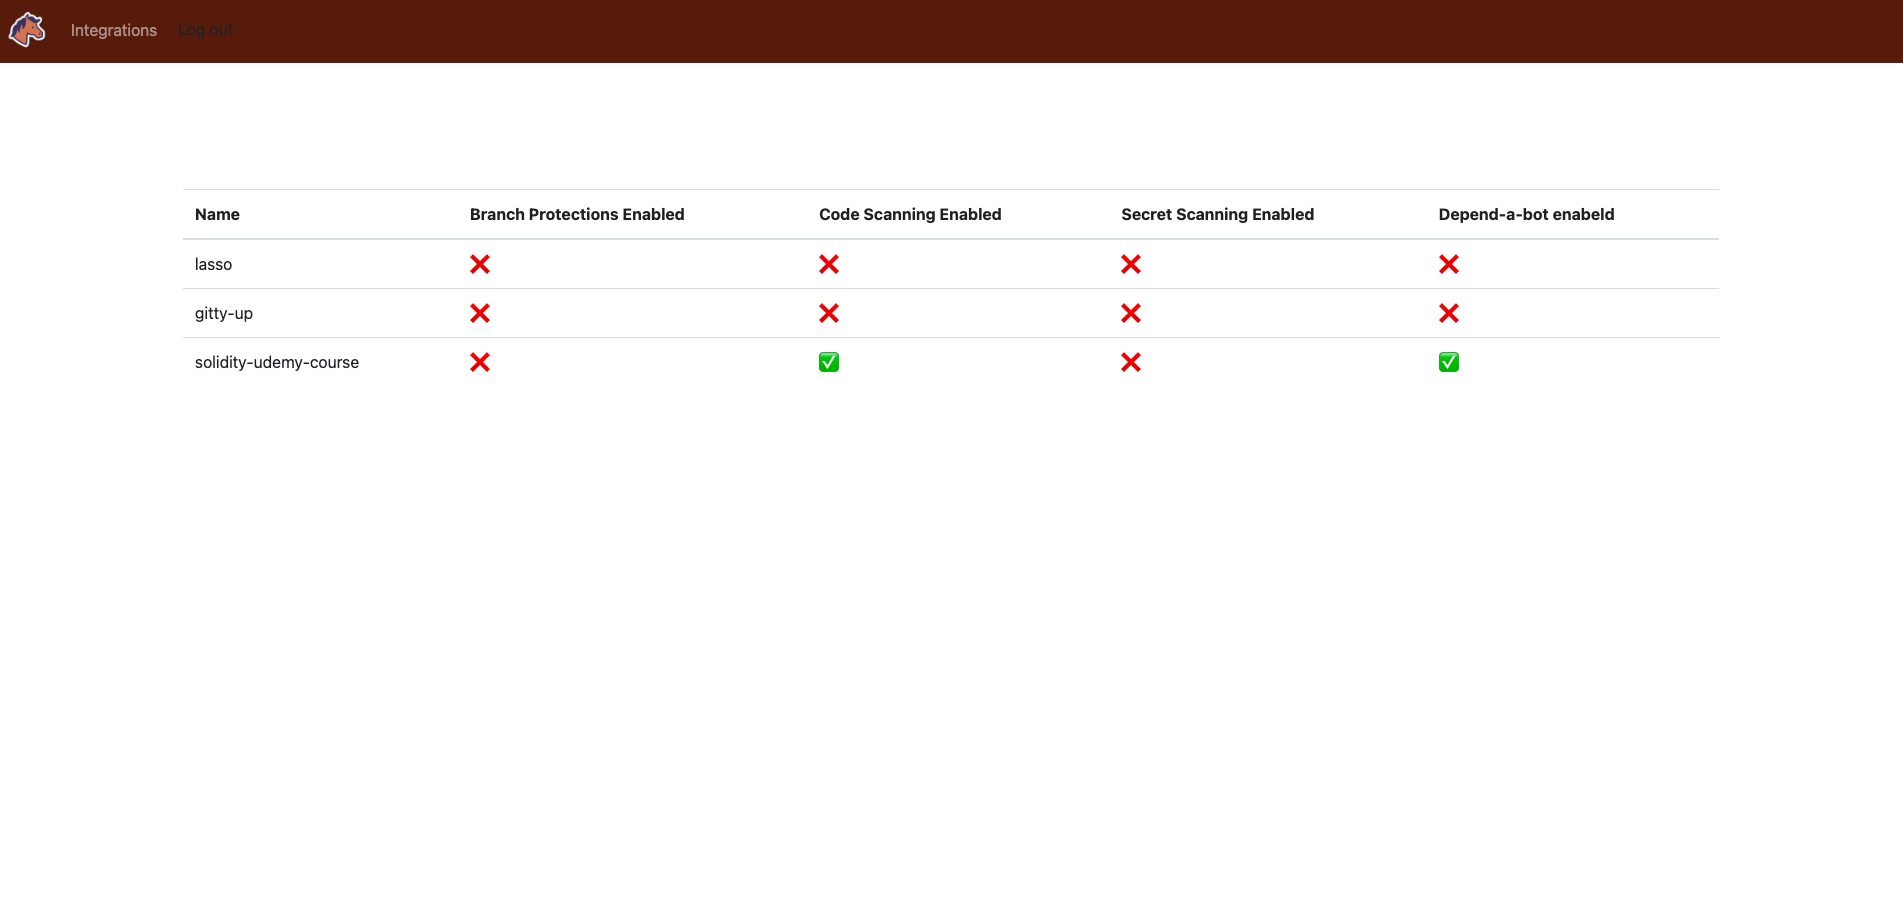 Integrations Log out
Name Branch Protections Enabled Code Scanning Enabled Secret Scanning Enabled Depend-a-bot enabeld
lasso ❌ ❌ ❌ ❌
gitty-up ❌ ❌ ❌ ❌
solidity-udemy-course ❌ ✅ ❌ ✅